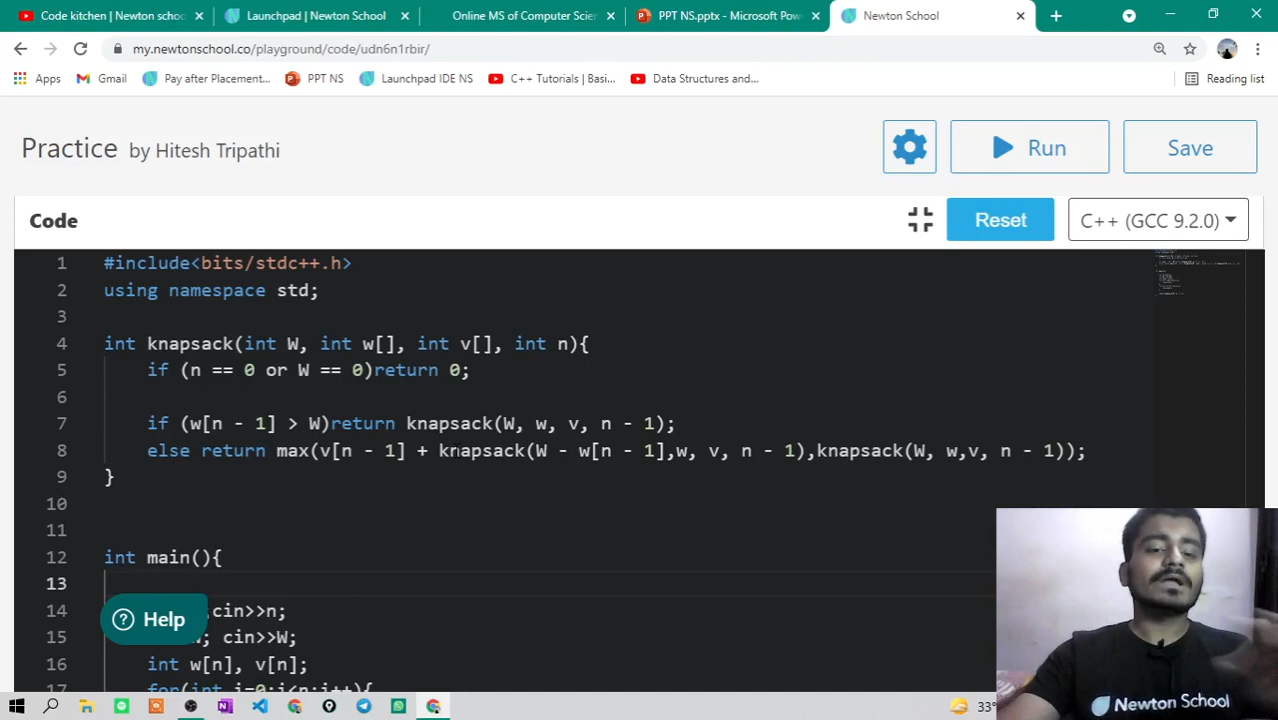 Code kitchen | Newton schoo
Launchpad | Newton School
Online MS of Computer Scien
PPT NS.pptx - Microsoft Pow
Newton School
my.newtonschool.co/playground/code/udn6n1rbir/
Apps
Gmail
Pay after Placement...
PPT NS
Launchpad IDE NS
C++ Tutorials | Basi...
Data Structures and...
Reading list
Practice by Hitesh Tripathi
Run
Save
Code
Reset
C++ (GCC 9.2.0)
1 #include<bits/stdc++.h>
2 using namespace std;
3
4 int knapsack(int W, int w[], int v[], int n){
5 if (n == 0 or W == 0)return 0;
6
7 if (w[n - 1] > W)return knapsack(W, w, v, n - 1);
8 else return max(v[n - 1] + knapsack(W - w[n - 1],w, v, n - 1),knapsack(W, w,v, n - 1));
9 }
10
11
12 int main(){
13
14 ;cin>>n;
15 ; cin>>W;
16 int w[n], v[n];
17 for(int i=0;i<n;i++){
Help
Newton School
33°